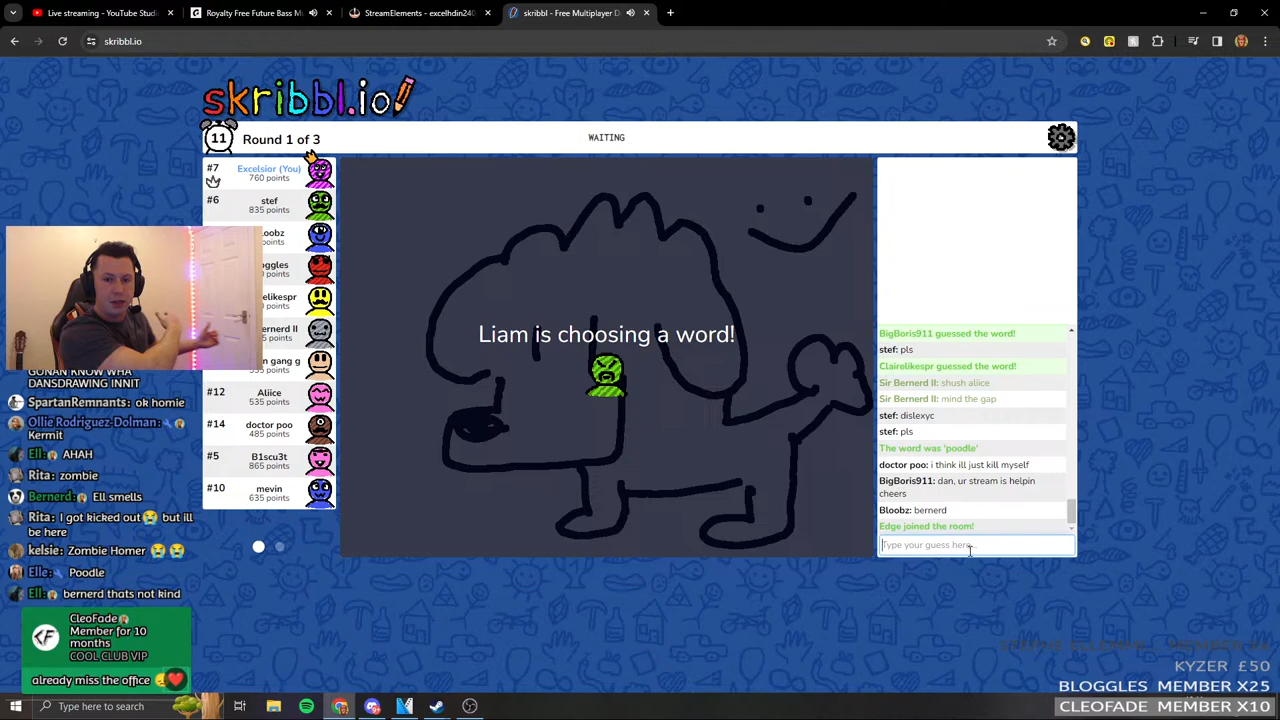 Live streaming - YouTube Studio
Royalty Free Future Bass Mu
StreamElements - excelhdin240
skribbl - Free Multiplayer D
skribbl.io
skribbl.io
11
Round 1 of 3
WAITING
#7
Excelsior (You)
760 points
#6
stef
835 points
points
points
#12
Aliice
535 points
#14
doctor poo
485 points
#5
B1scu3t
865 points
#10
mevin
635 points
Liam is choosing a word!
BigBoris911 guessed the word!
stef: pls
Clairelikespr guessed the word!
Sir Bernerd II: shush aliice
Sir Bernerd II: mind the gap
stef: dislexyc
stef: pls
The word was 'poodle'
doctor poo: i think ill just kill myself
BigBoris911: dan, ur stream is helpin
cheers
Bloobz: bernerd
Edge joined the room!
Type your guess here...
GONAN KNOW WHA
DANSDRAWING INNIT
SpartanRemnants: ok homie
Ollie Rodriguez-Dolman:
Kermit
Ell: AHAH
Rita: zombie
Bernerd: Ell smells
Rita: I got kicked out but ill
be here
kelsie: Zombie Homer
Elle: Poodle
Ell: bernerd thats not kind
CleoFade
Member for 10
months
COOL CLUB VIP
already miss the office
KYZER £50
BLOGGLES MEMBER X25
CLEOFADE MEMBER X10
Type here to search